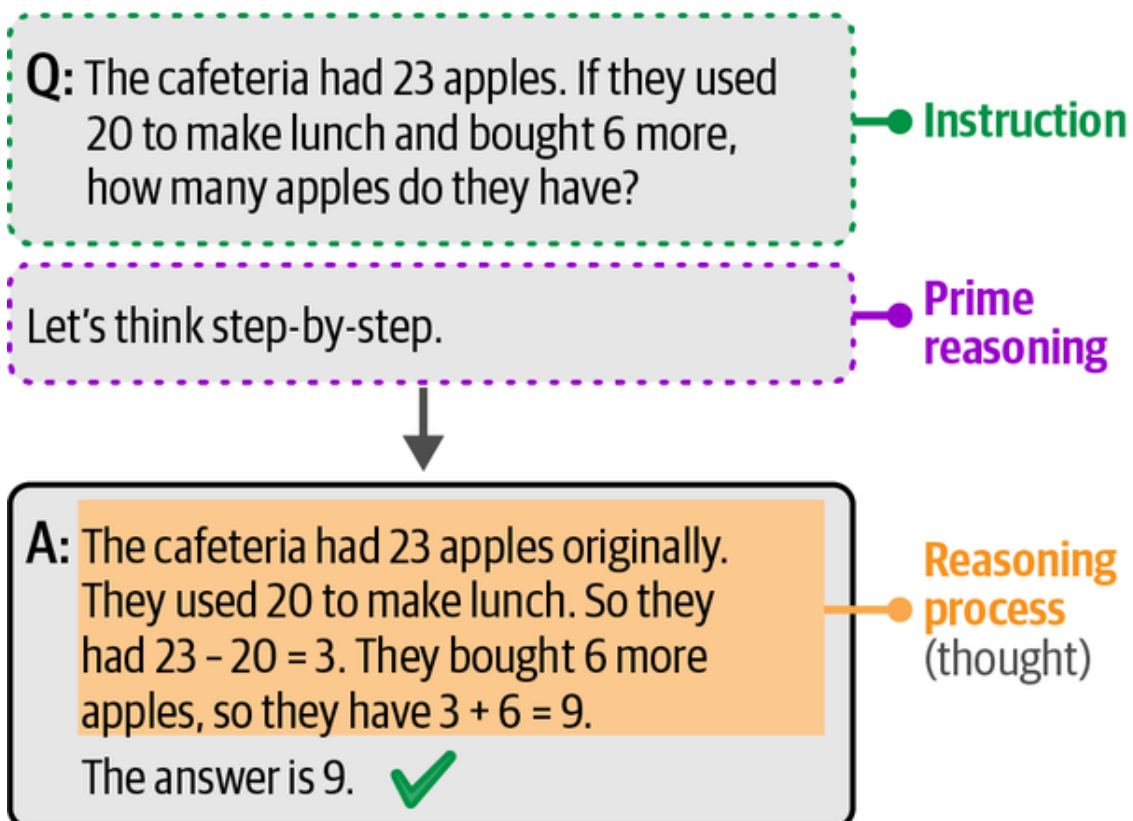 Q: The cafeteria had 23 apples. If they used
20 to make lunch and bought 6 more,
how many apples do they have?
Instruction
Let's think step-by-step.
Prime
reasoning
A: The cafeteria had 23 apples originally.
They used 20 to make lunch. So they
had 23 – 20 = 3. They bought 6 more
apples, so they have 3 + 6 = 9.
The answer is 9.
Reasoning
process
(thought)